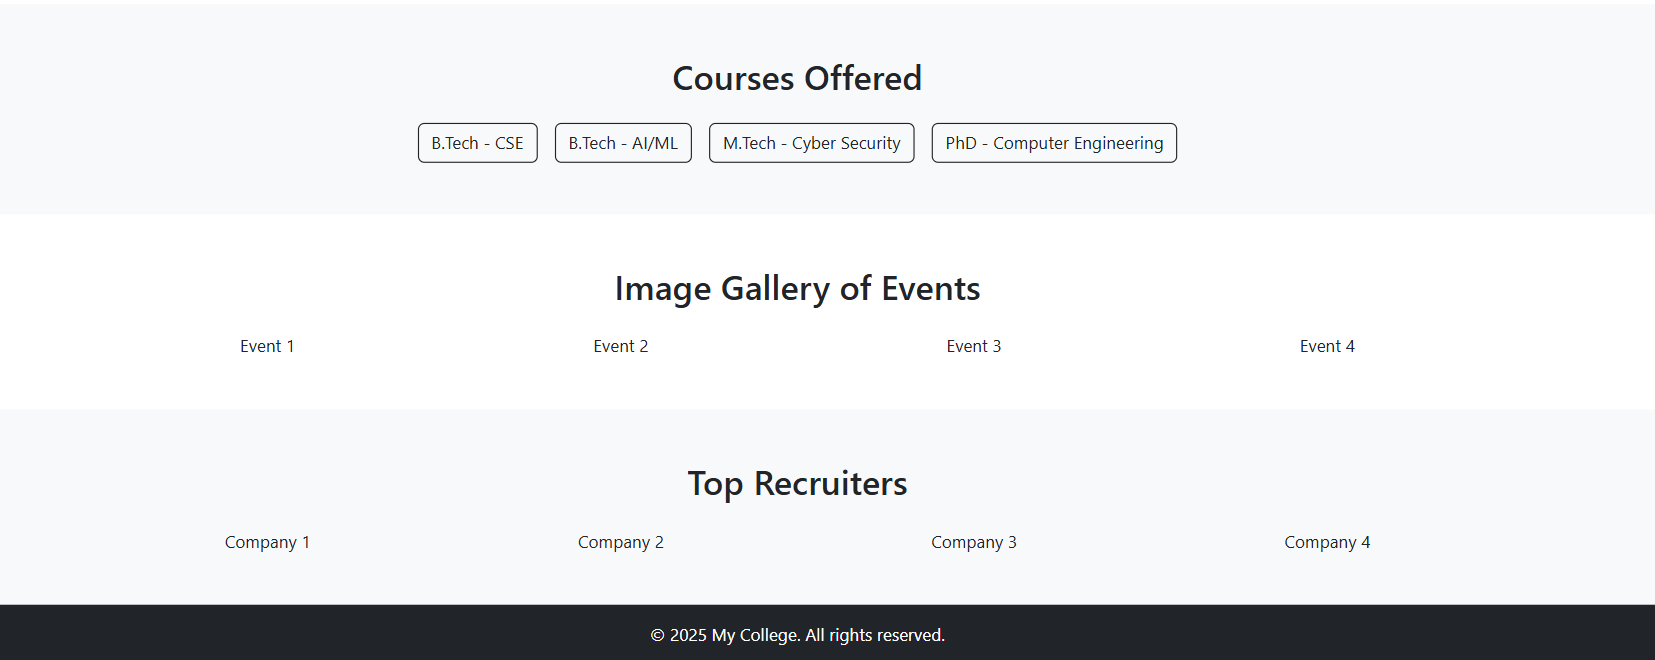 Courses Offered
B.Tech - CSE B.Tech - AI/ML M.Tech - Cyber Security PhD - Computer Engineering
Image Gallery of Events
Event 1 Event 2 Event 3 Event 4
Top Recruiters
Company 1 Company 2 Company 3 Company 4
© 2025 My College. All rights reserved.